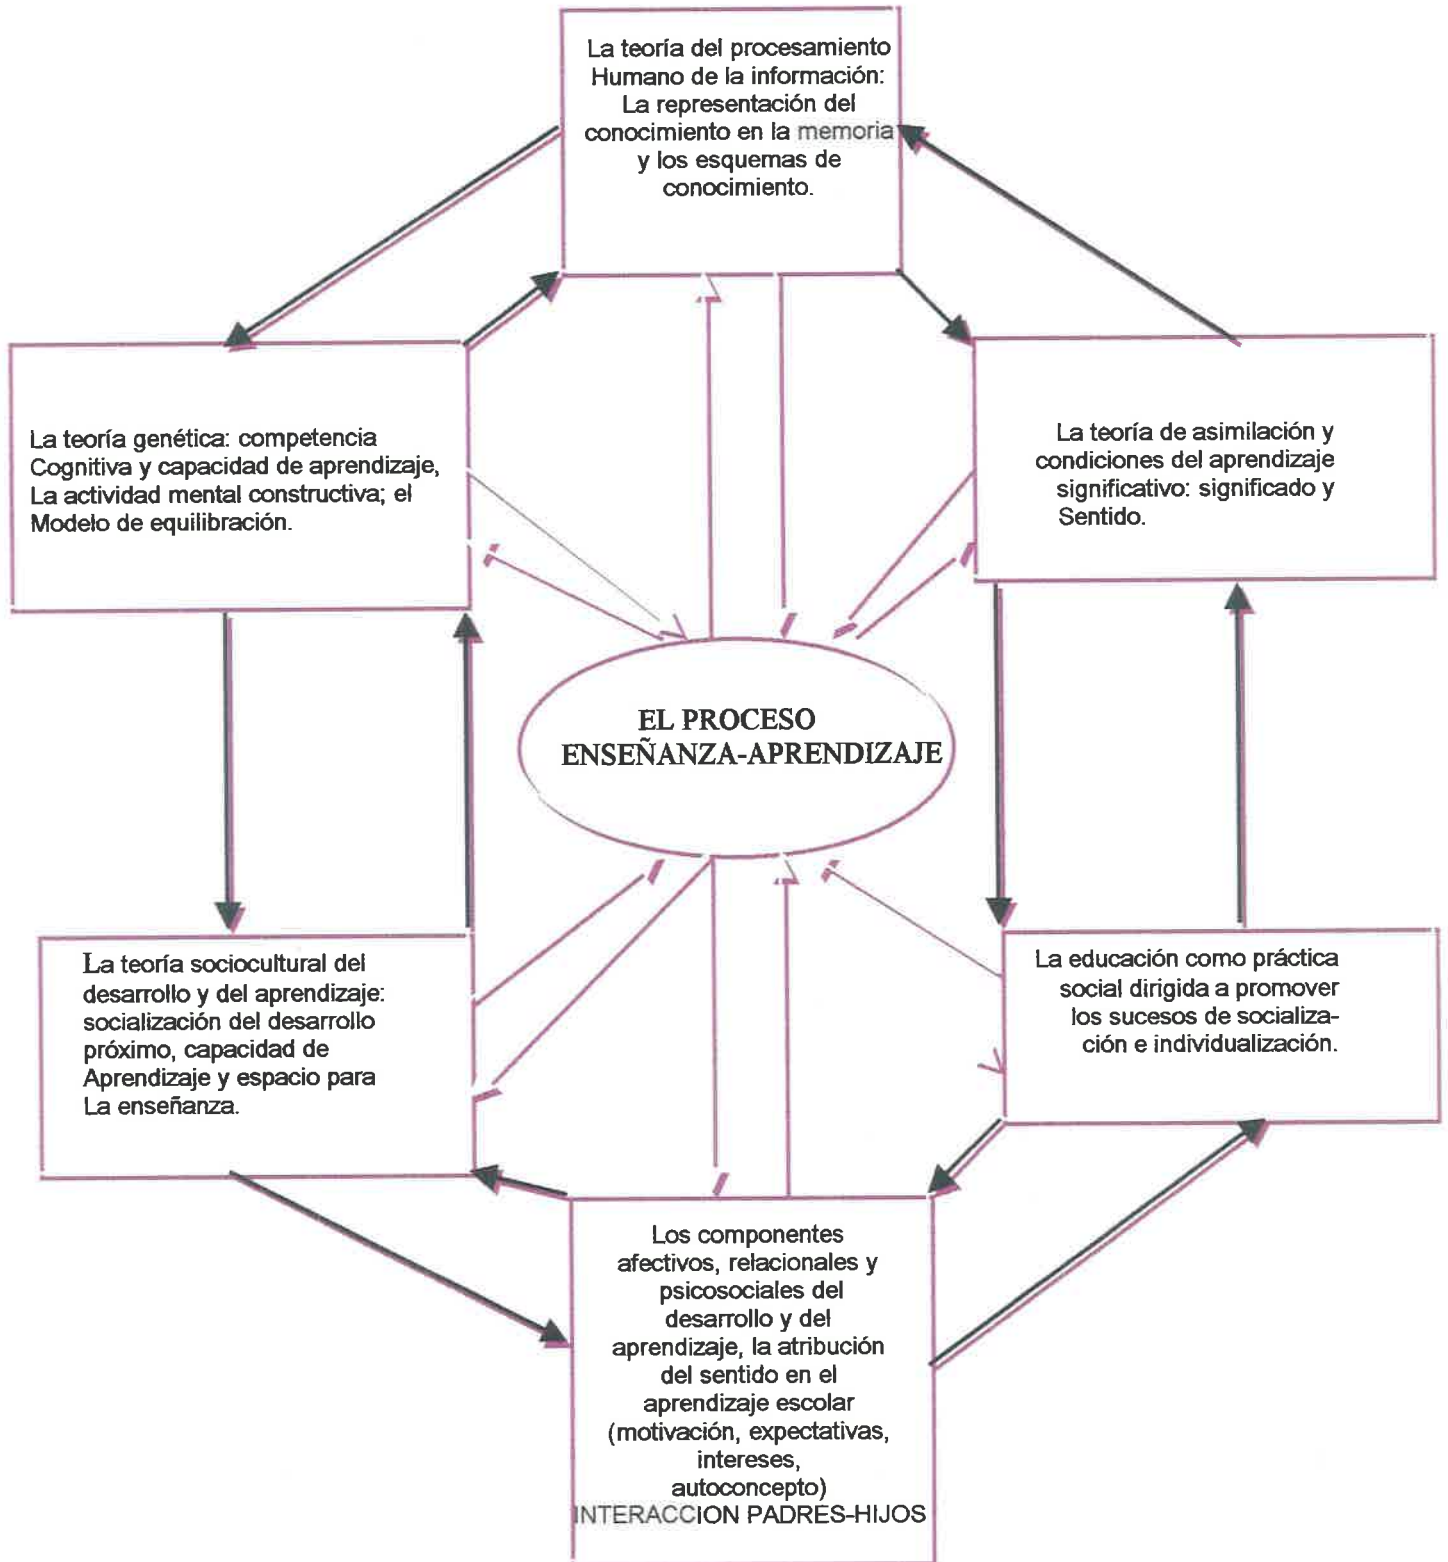 La teoría del procesamiento
Humano de la información:
La representación del
conocimiento en la memoria
y los esquemas de
conocimiento.
La teoría genética: competencia
Cognitiva y capacidad de aprendizaje,
La actividad mental constructiva; el
Modelo de equilibración.
La teoría de asimilación y
condiciones del aprendizaje
significativo: significado y
Sentido.
EL PROCESO
ENSEÑANZA-APRENDIZAJE
La teoría sociocultural del
desarrollo y del aprendizaje:
socialización del desarrollo
próximo, capacidad de
Aprendizaje y espacio para
La enseñanza.
La educación como práctica
social dirigida a promover
los sucesos de socializa-
ción e individualización.
Los componentes
afectivos, relacionales y
psicosociales del
desarrollo y del
aprendizaje, la atribución
del sentido en el
aprendizaje escolar
(motivación, expectativas,
intereses,
autoconcepto)
INTERACCION PADRES-HIJOS